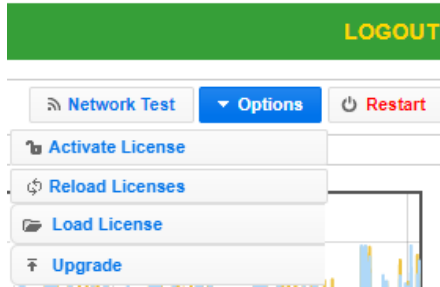 LOGOUT
Network Test Options Restart
Activate License
Reload Licenses
Load License
Upgrade